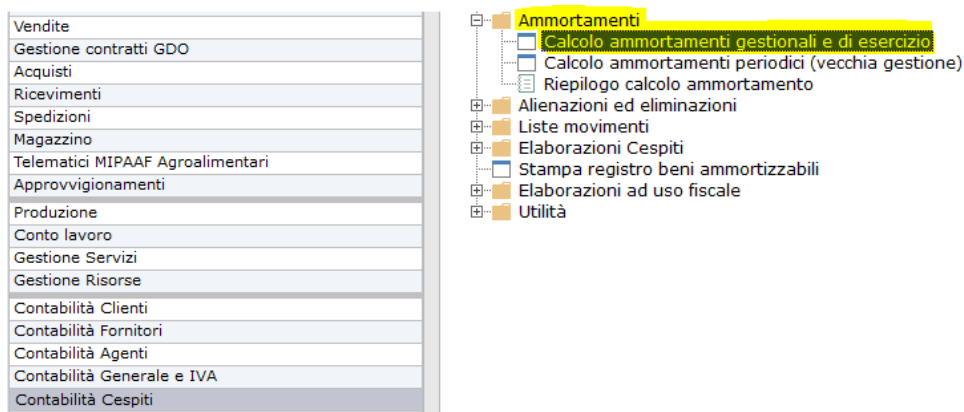 Vendite
Gestione contratti GDO
Acquisti
Ricevimenti
Spedizioni
Magazzino
Telematici MIPAAF Agroalimentari
Approvvigionamenti
Produzione
Conto lavoro
Gestione Servizi
Gestione Risorse
Contabilità Clienti
Contabilità Fornitori
Contabilità Agenti
Contabilità Generale e IVA
Contabilità Cespiti
Ammortamenti
Calcolo ammortamenti gestionali e di esercizio
Calcolo ammortamenti periodici (vecchia gestione)
Riepilogo calcolo ammortamento
Alienazioni ed eliminazioni
Liste movimenti
Elaborazioni Cespiti
Stampa registro beni ammortizzabili
Elaborazioni ad uso fiscale
Utilità